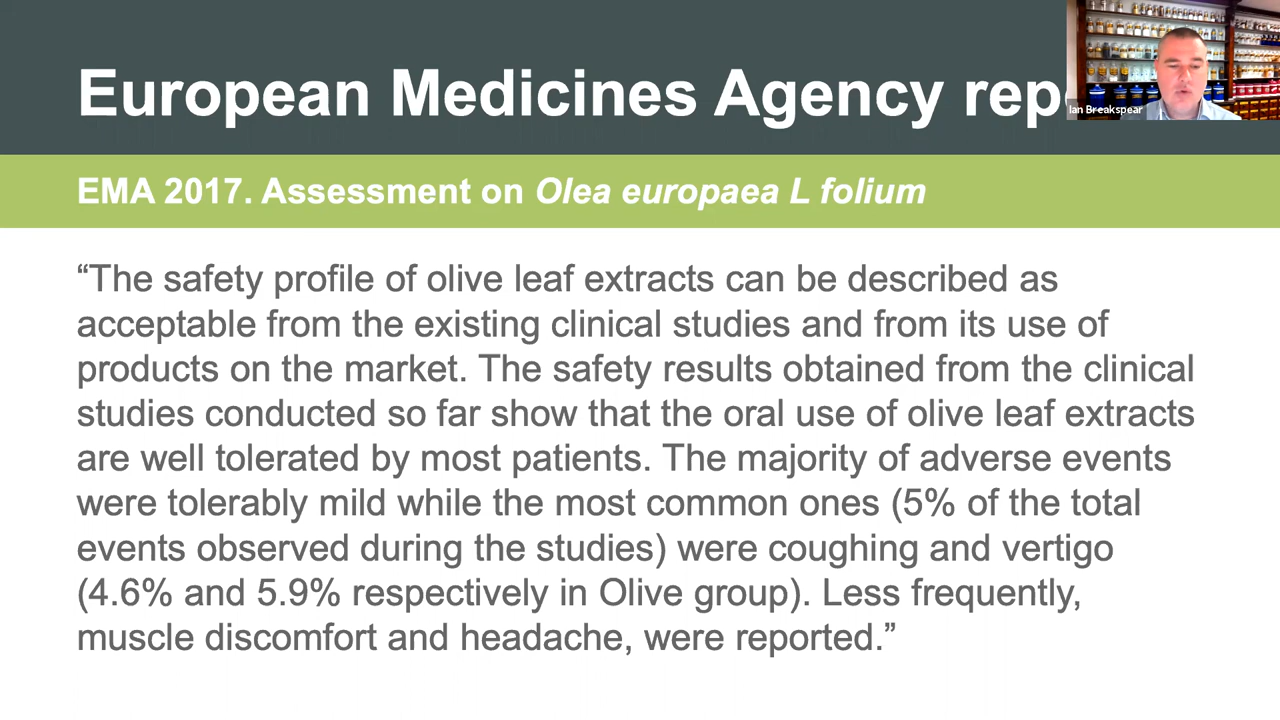 European Medicines Agency rep
Ian Breakspear
EMA 2017. Assessment on Olea europaea L folium
“The safety profile of olive leaf extracts can be described as
acceptable from the existing clinical studies and from its use of
products on the market. The safety results obtained from the clinical
studies conducted so far show that the oral use of olive leaf extracts
are well tolerated by most patients. The majority of adverse events
were tolerably mild while the most common ones (5% of the total
events observed during the studies) were coughing and vertigo
(4.6% and 5.9% respectively in Olive group). Less frequently,
muscle discomfort and headache, were reported.”